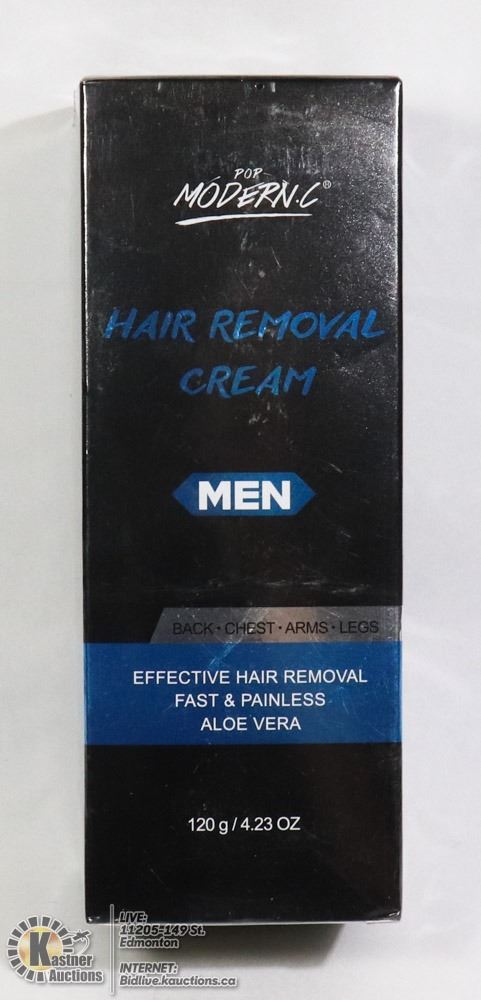 POP
MODERN.C®
HAIR REMOVAL
CREAM
MEN
BACK · CHEST · ARMS · LEGS
EFFECTIVE HAIR REMOVAL
FAST & PAINLESS
ALOE VERA
120 g / 4.23 OZ
Kastner
Auctions
LIVE:
11205-149 St.
Edmonton
INTERNET:
Bidlive.kauctions.ca